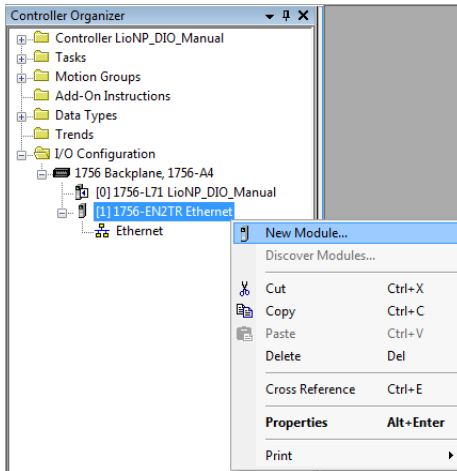 Controller Organizer
Controller LioNP_DIO_Manual
Tasks
Motion Groups
Add-On Instructions
Data Types
Trends
I/O Configuration
1756 Backplane, 1756-A4
[0] 1756-L71 LioNP_DIO_Manual
[1] 1756-EN2TR Ethernet
Ethernet
New Module...
Discover Modules...
Cut Ctrl+X
Copy Ctrl+C
Paste Ctrl+V
Delete Del
Cross Reference Ctrl+E
Properties Alt+Enter
Print